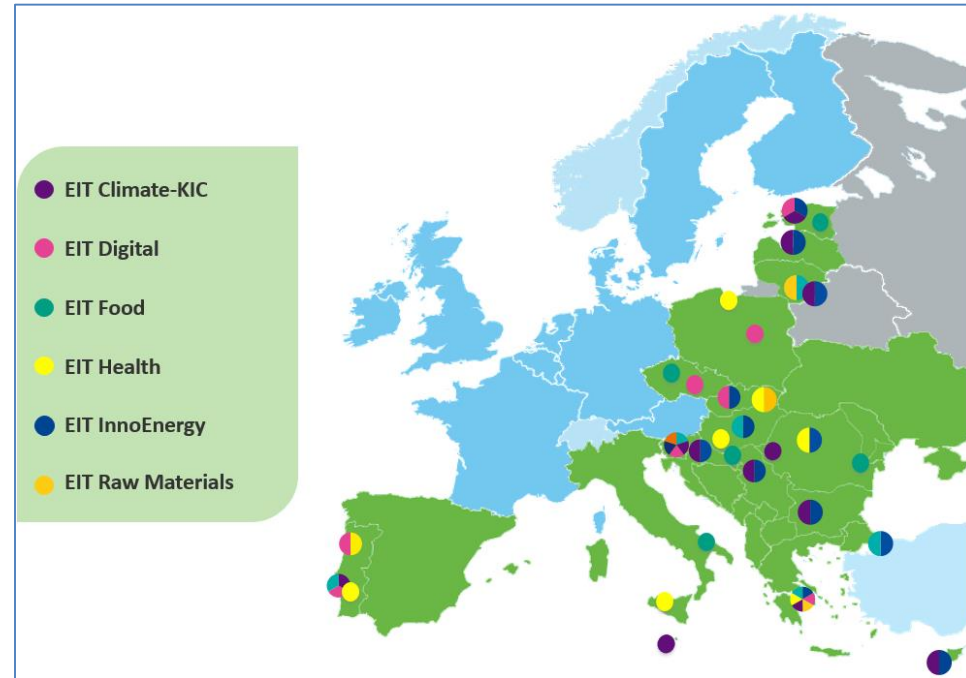 EIT Climate-KIC
EIT Digital
EIT Food
EIT Health
EIT InnoEnergy
EIT Raw Materials